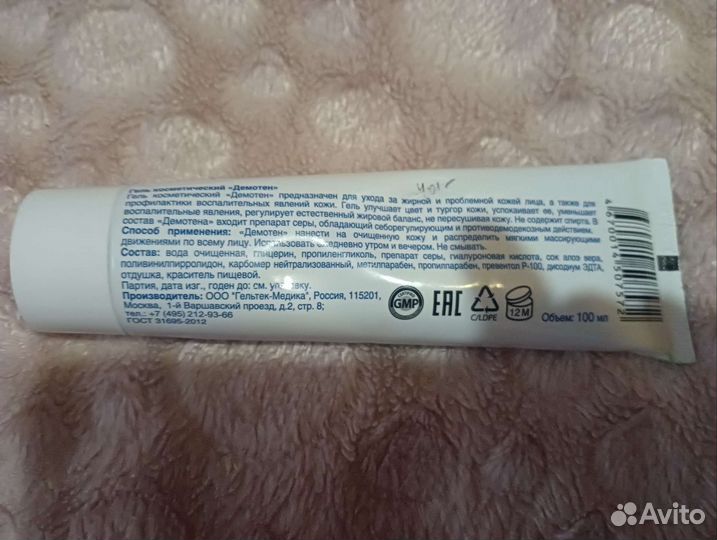 Гель косметический «Демотен»
Гель косметический «Демотен» предназначен для ухода за жирной и проблемной кожей лица, а также для
профилактики воспалительных явлений кожи. Гель улучшает цвет и тургор кожи, успокаивает ее, уменьшает
воспалительные явления, регулирует естественный жировой баланс, не пересушивая кожу. Не содержит спирта. В
состав «Демотена» входит препарат серы, обладающий себорегулирующим и противодемодекозным действием.
Способ применения: «Демотен» нанести на очищенную кожу и распределить мягкими массирующими
движениями по всему лицу. Использовать ежедневно утром и вечером. Не смывать.
Состав: вода очищенная, глицерин, пропиленгликоль, препарат серы, гиалуроновая кислота, сок алоэ вера,
поливинилпирролидон, карбомер нейтрализованный, метилпарабен, пропилпарабен, превентол Р-100, дисодиум ЭДТА,
отдушка, краситель пищевой.
Партия, дата изг., годен до: см. упаковку.
Производитель: ООО "Гельтек-Медика", Россия, 115201,
Москва, 1-й Варшавский проезд, д.2, стр. 8;
тел.: +7 (495) 212-93-66
ГОСТ 31695-2012
GMP
EAC
C/LDPE
12 M
Объем: 100 мл
Avito